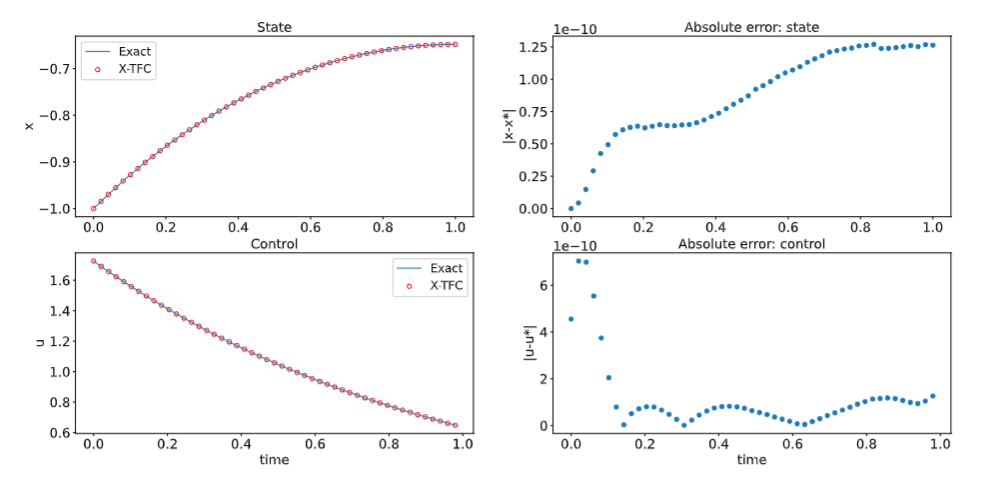 State
Exact
X-TFC
x
−0.7
−0.8
−0.9
−1.0
0.0 0.2 0.4 0.6 0.8 1.0
1e−10
Absolute error: state
|x-x*|
1.25
1.00
0.75
0.50
0.25
0.00
0.0 0.2 0.4 0.6 0.8 1.0
Control
Exact
X-TFC
u
1.6
1.4
1.2
1.0
0.8
0.6
0.0 0.2 0.4 0.6 0.8 1.0
time
1e−10
Absolute error: control
|u-u*|
6
4
2
0
0.0 0.2 0.4 0.6 0.8 1.0
time